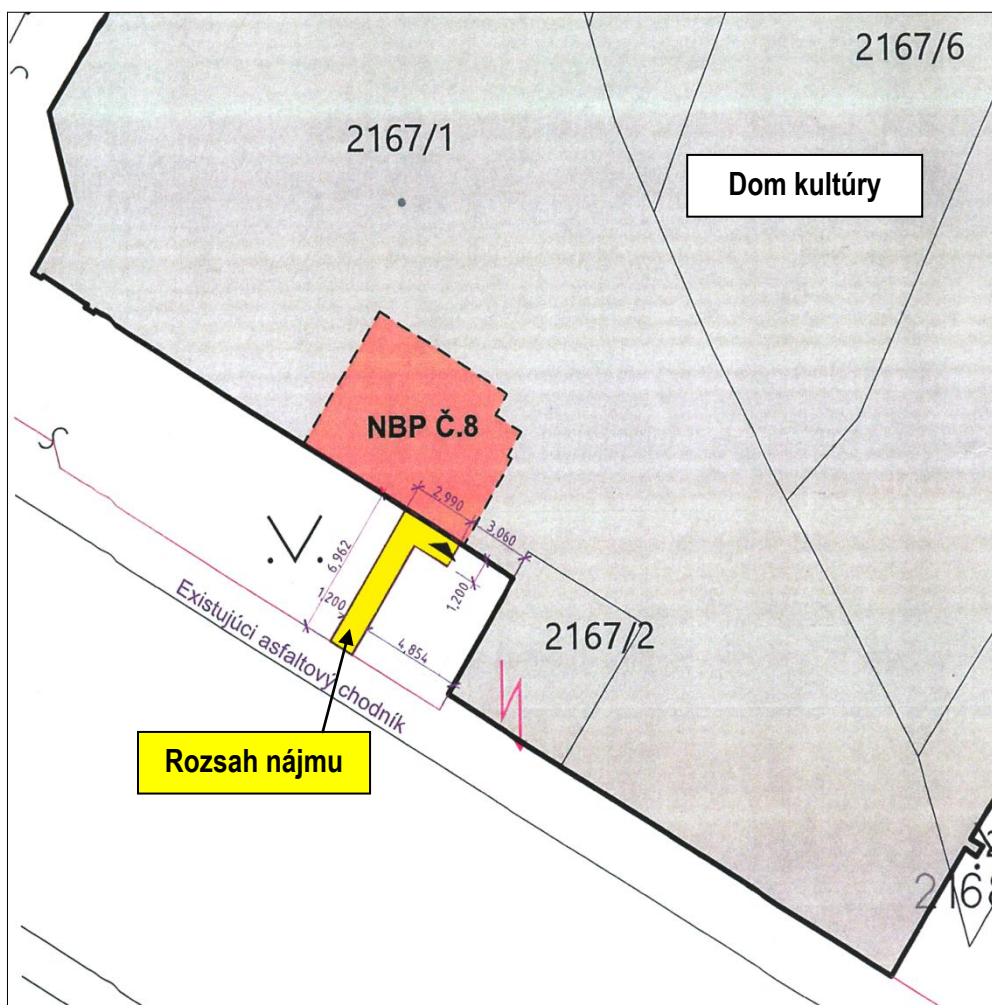 2167/6
2167/1
Dom kultúry
NBP Č.8
2,990
3,060
6,962
1,200
1,200
4,854
2167/2
Existujúci asfaltový chodník
Rozsah nájmu